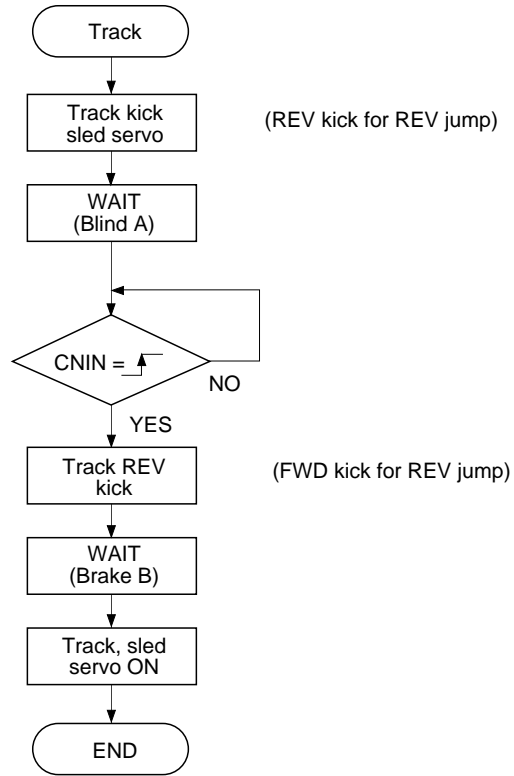 Track
Track kick
sled servo
(REV kick for REV jump)
WAIT
(Blind A)
CNIN =
NO
YES
Track REV
kick
(FWD kick for REV jump)
WAIT
(Brake B)
Track, sled
servo ON
END